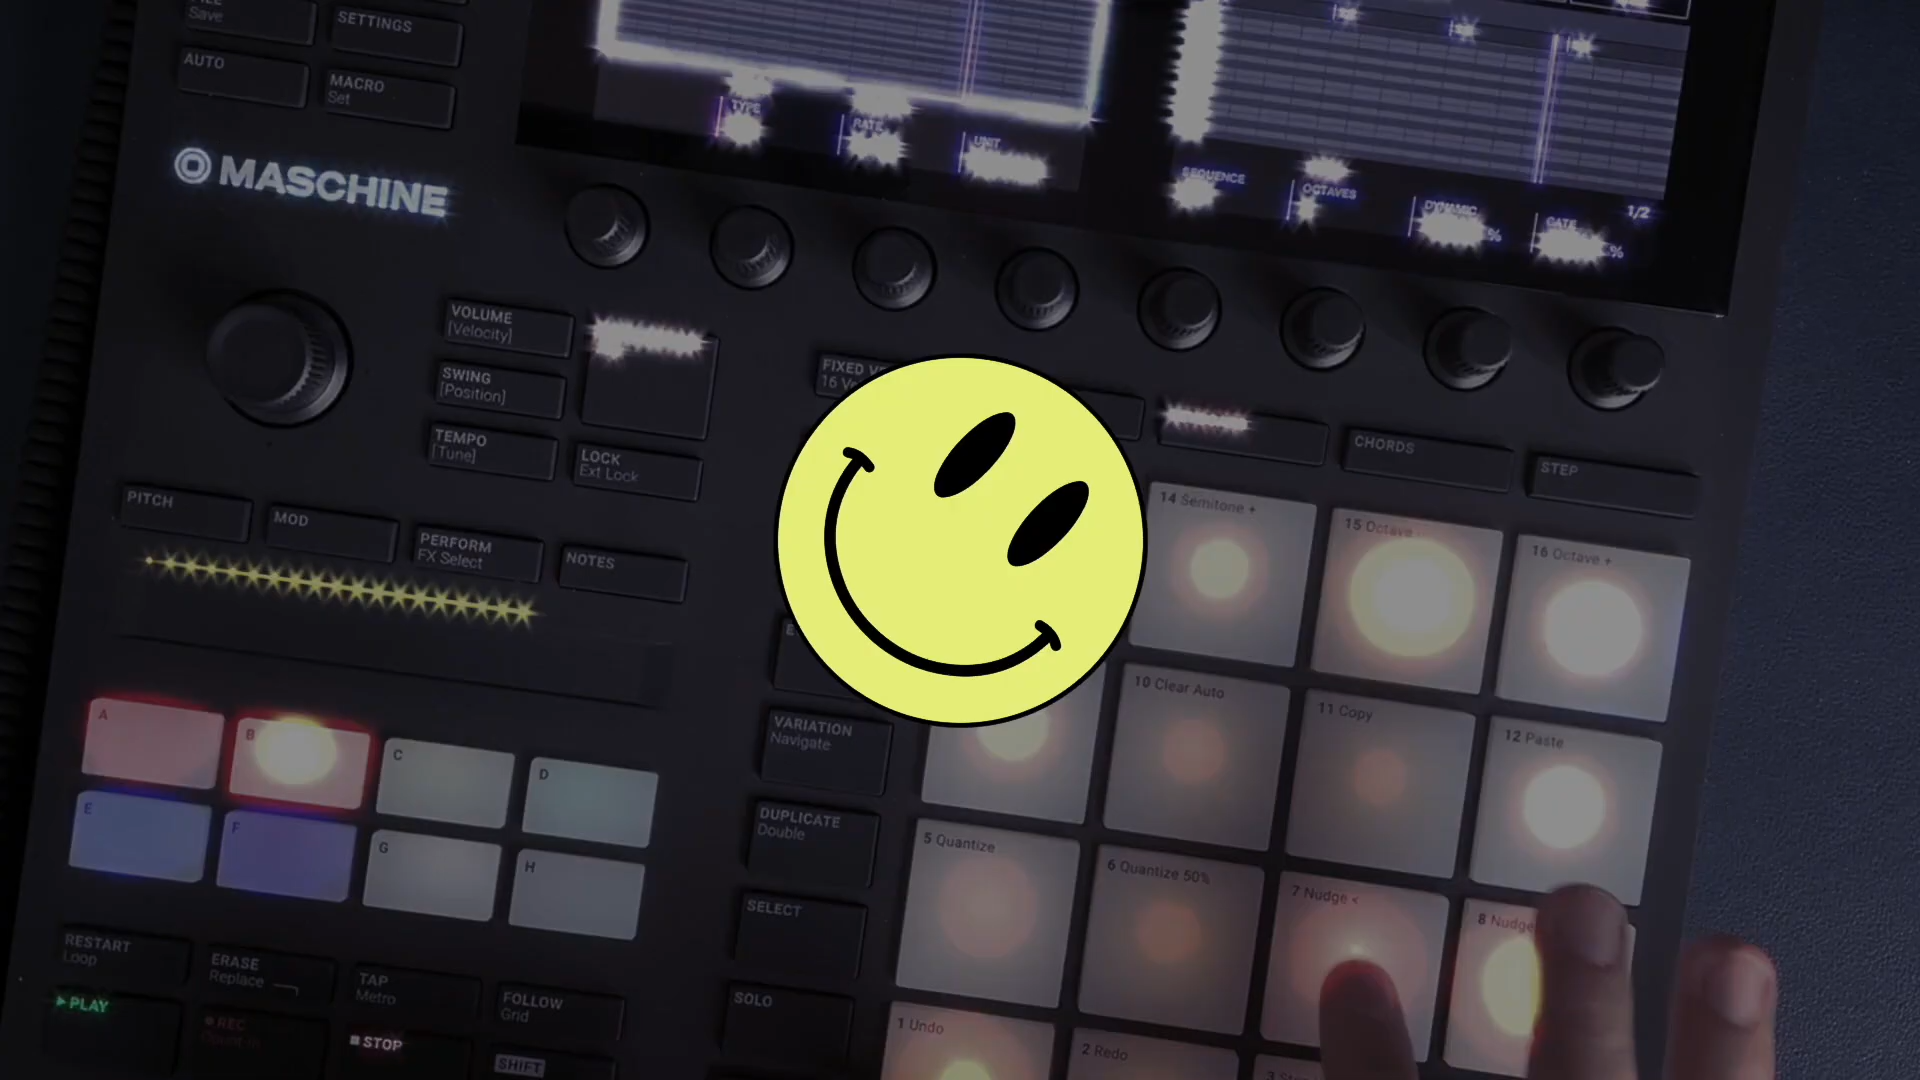 Save
SETTINGS
AUTO
MACRO
Set
MASCHINE
TYPE
RATE
UNIT
SEQUENCE
OCTAVES
DYNAMIC
GATE
1/2
%
%
VOLUME
[Velocity]
SWING
[Position]
TEMPO
[Tune]
LOCK
Ext Lock
FIXED
16
CHORDS
STEP
PITCH
MOD
PERFORM
FX Select
NOTES
14 Semitone +
15 Octave
16 Octave +
10 Clear Auto
11 Copy
12 Paste
VARIATION
Navigate
DUPLICATE
Double
SELECT
SOLO
A
B
C
D
E
F
G
H
5 Quantize
6 Quantize 50%
7 Nudge <
8 Nudge
1 Undo
2 Redo
RESTART
Loop
ERASE
Replace
TAP
Metro
FOLLOW
Grid
PLAY
REC
Count-In
STOP
SHIFT